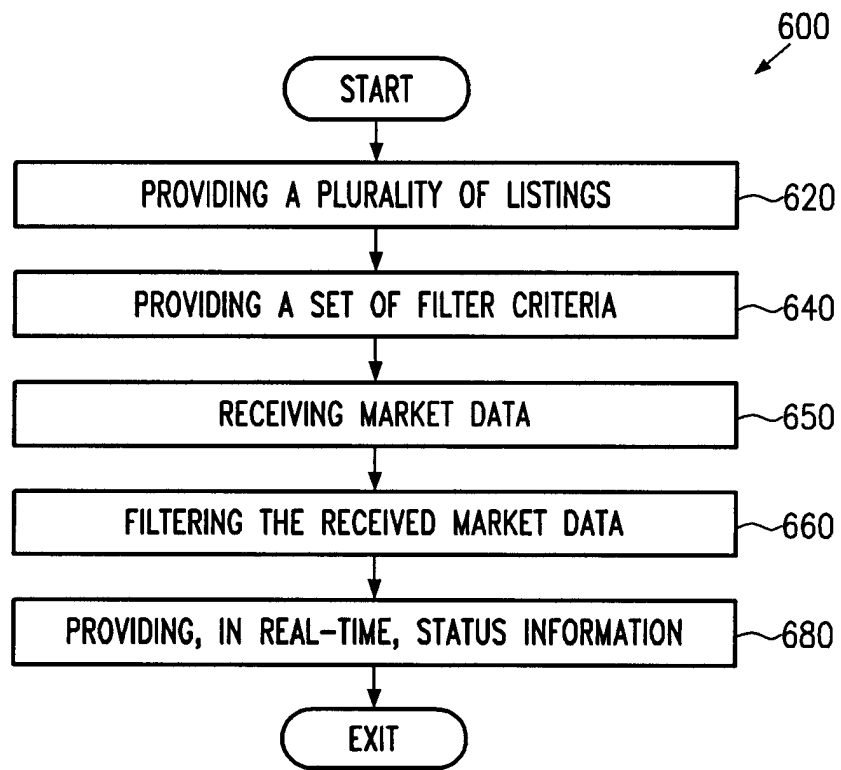 600
START
PROVIDING A PLURALITY OF LISTINGS
620
PROVIDING A SET OF FILTER CRITERIA
640
RECEIVING MARKET DATA
650
FILTERING THE RECEIVED MARKET DATA
660
PROVIDING, IN REAL-TIME, STATUS INFORMATION
680
EXIT